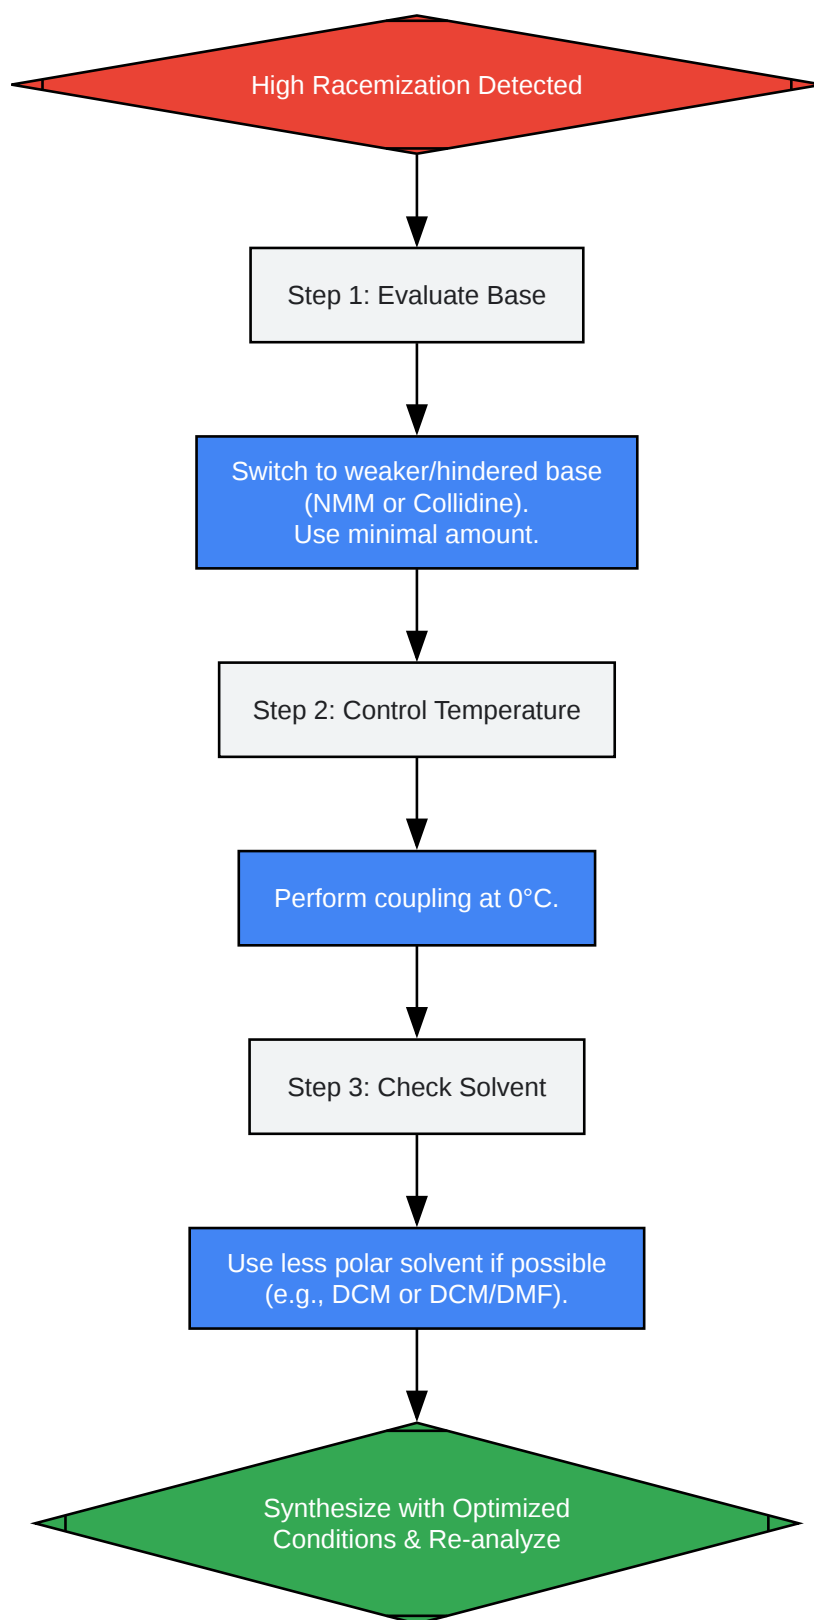 High Racemization Detected
Step 1: Evaluate Base
Switch to weaker/hindered base
(NMM or Collidine).
Use minimal amount.
Step 2: Control Temperature
Perform coupling at 0°C.
Step 3: Check Solvent
Use less polar solvent if possible
(e.g., DCM or DCM/DMF).
Synthesize with Optimized
Conditions & Re-analyze